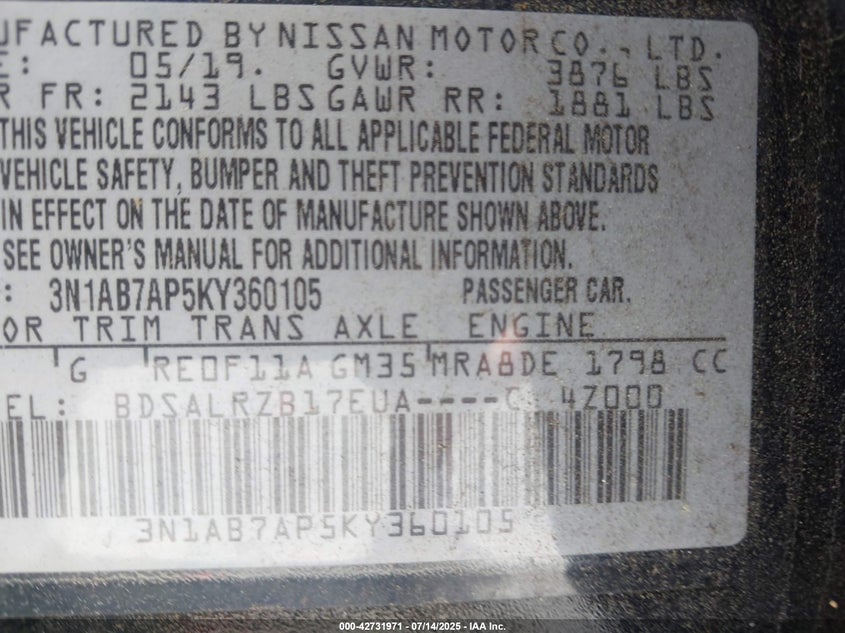 UFACTURED BY NISSAN MOTOR CO., LTD.
E: 05/19. GVWR: 3876 LBS
R FR: 2143 LBS GAWR RR: 1881 LBS
THIS VEHICLE CONFORMS TO ALL APPLICABLE FEDERAL MOTOR
VEHICLE SAFETY, BUMPER AND THEFT PREVENTION STANDARDS
IN EFFECT ON THE DATE OF MANUFACTURE SHOWN ABOVE.
SEE OWNER'S MANUAL FOR ADDITIONAL INFORMATION.
: 3N1AB7AP5KY360105 PASSENGER CAR.
OR TRIM TRANS AXLE ENGINE
G RE0F11A GM35 MRA8DE 1798 CC
EL: BDSALRZB17EUA----C 4Z000
3N1AB7AP5KY360105
000-42731971 | 07/14/2025 - IAA Inc.